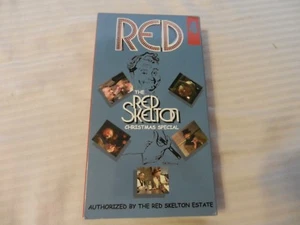 RED
THE
RED
SKELTON
CHRISTMAS SPECIAL
AUTHORIZED BY THE RED SKELTON ESTATE